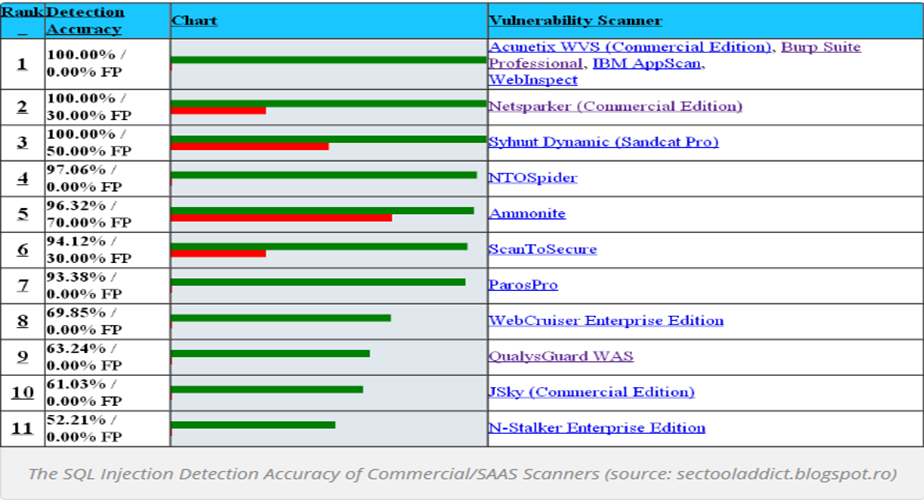 Rank Detection Accuracy Chart Vulnerability Scanner
1 100.00% / 0.00% FP Acunetix WVS (Commercial Edition), Burp Suite Professional, IBM AppScan, WebInspect
2 100.00% / 30.00% FP Netsparker (Commercial Edition)
3 100.00% / 50.00% FP Syhunt Dynamic (Sandcat Pro)
4 97.06% / 0.00% FP NTOSpider
5 96.32% / 70.00% FP Ammonite
6 94.12% / 30.00% FP ScanToSecure
7 93.38% / 0.00% FP ParosPro
8 69.85% / 0.00% FP WebCruiser Enterprise Edition
9 63.24% / 0.00% FP QualysGuard WAS
10 61.03% / 0.00% FP JSky (Commercial Edition)
11 52.21% / 0.00% FP N-Stalker Enterprise Edition
The SQL Injection Detection Accuracy of Commercial/SAAS Scanners (source: sectooladdict.blogspot.ro)